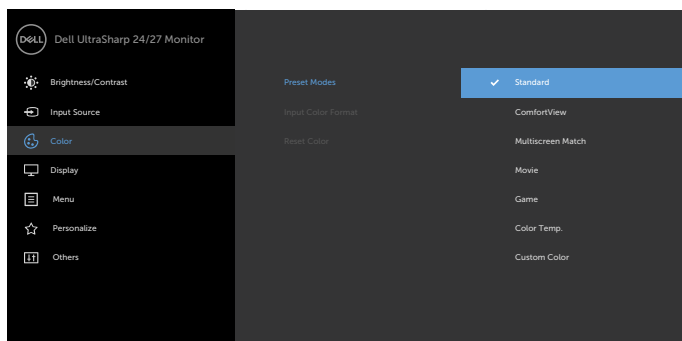 DELL Dell UltraSharp 24/27 Monitor
Brightness/Contrast Preset Modes Standard
Input Source Input Color Format ComfortView
Color Reset Color Multiscreen Match
Display Movie
Menu Game
Personalize Color Temp.
Others Custom Color